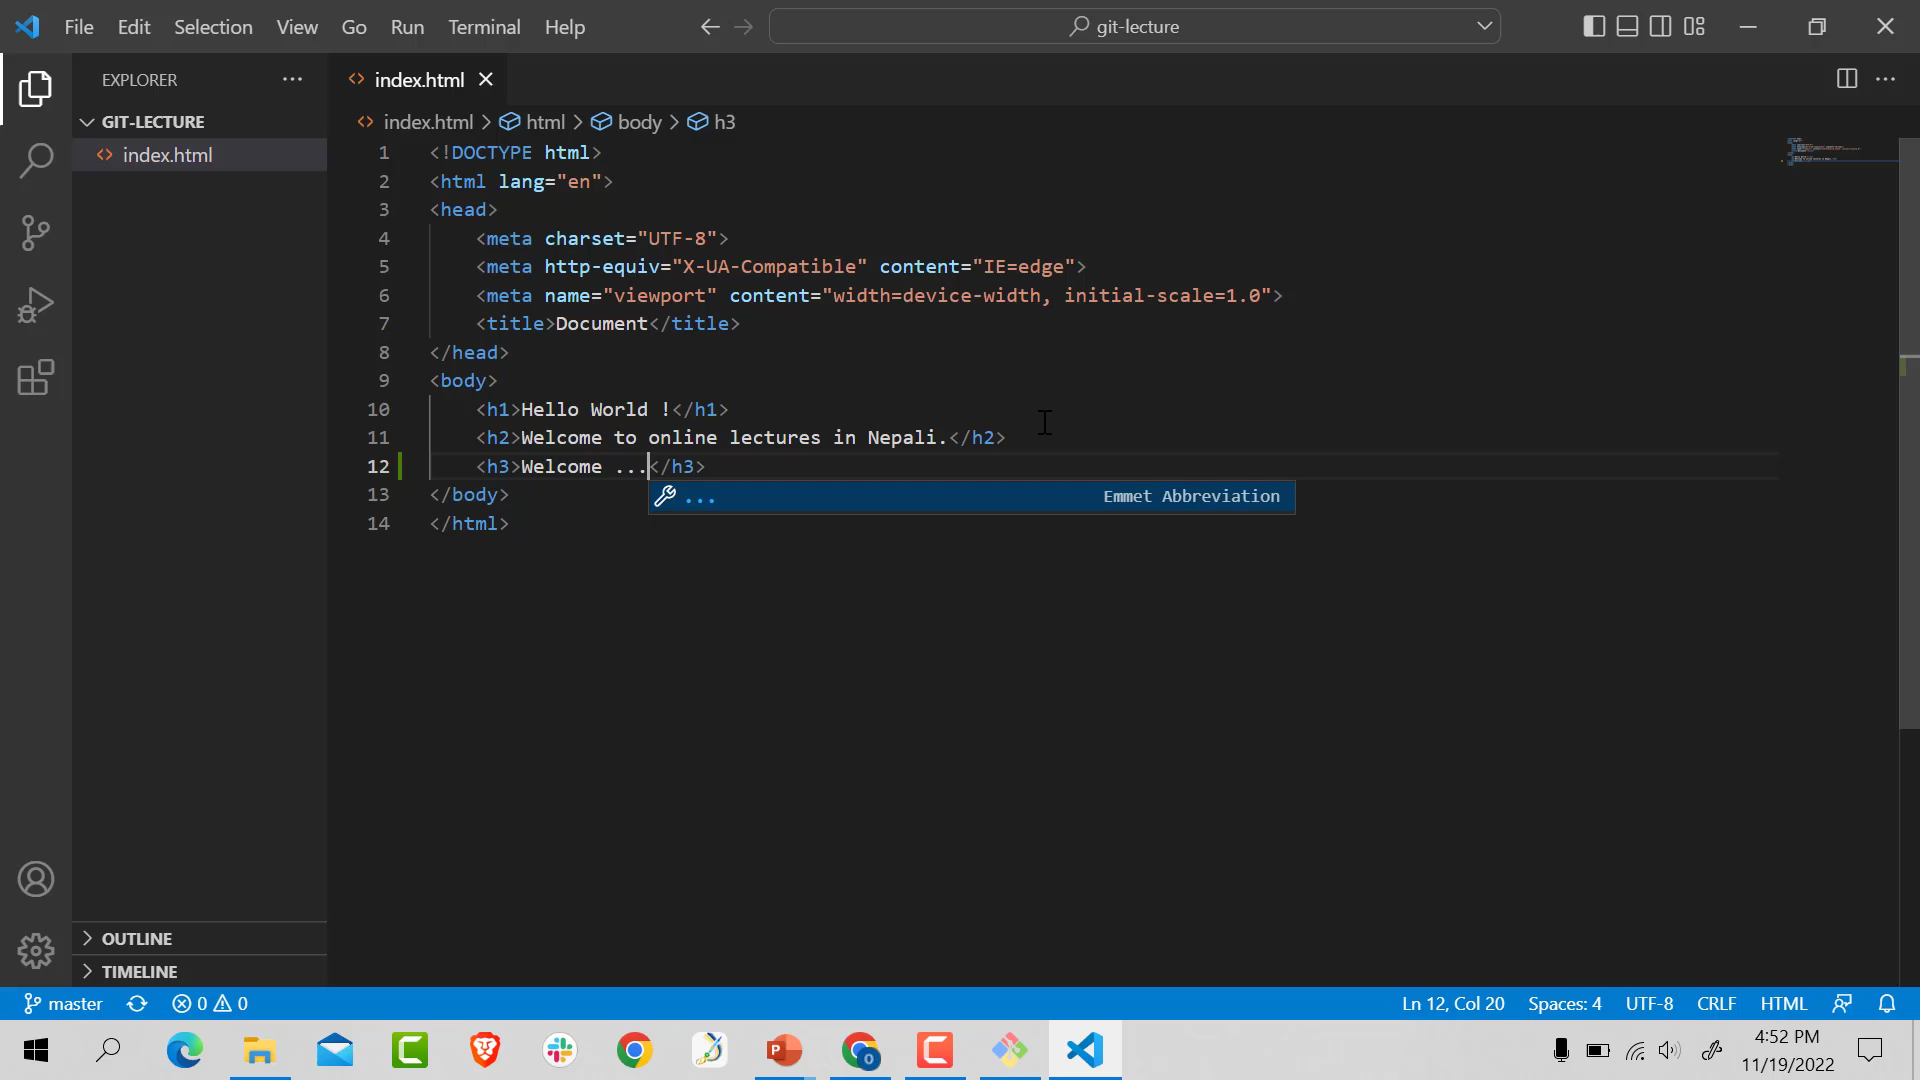 File Edit Selection View Go Run Terminal Help git-lecture
EXPLORER
index.html
GIT-LECTURE
index.html
index.html > html > body > h3
1 <!DOCTYPE html>
2 <html lang="en">
3 <head>
4 <meta charset="UTF-8">
5 <meta http-equiv="X-UA-Compatible" content="IE=edge">
6 <meta name="viewport" content="width=device-width, initial-scale=1.0">
7 <title>Document</title>
8 </head>
9 <body>
10 <h1>Hello World !</h1>
11 <h2>Welcome to online lectures in Nepali.</h2>
12 <h3>Welcome ...</h3>
13 </body>
... Emmet Abbreviation
14 </html>
OUTLINE
TIMELINE
master 0 0 Ln 12, Col 20 Spaces: 4 UTF-8 CRLF HTML
4:52 PM
11/19/2022